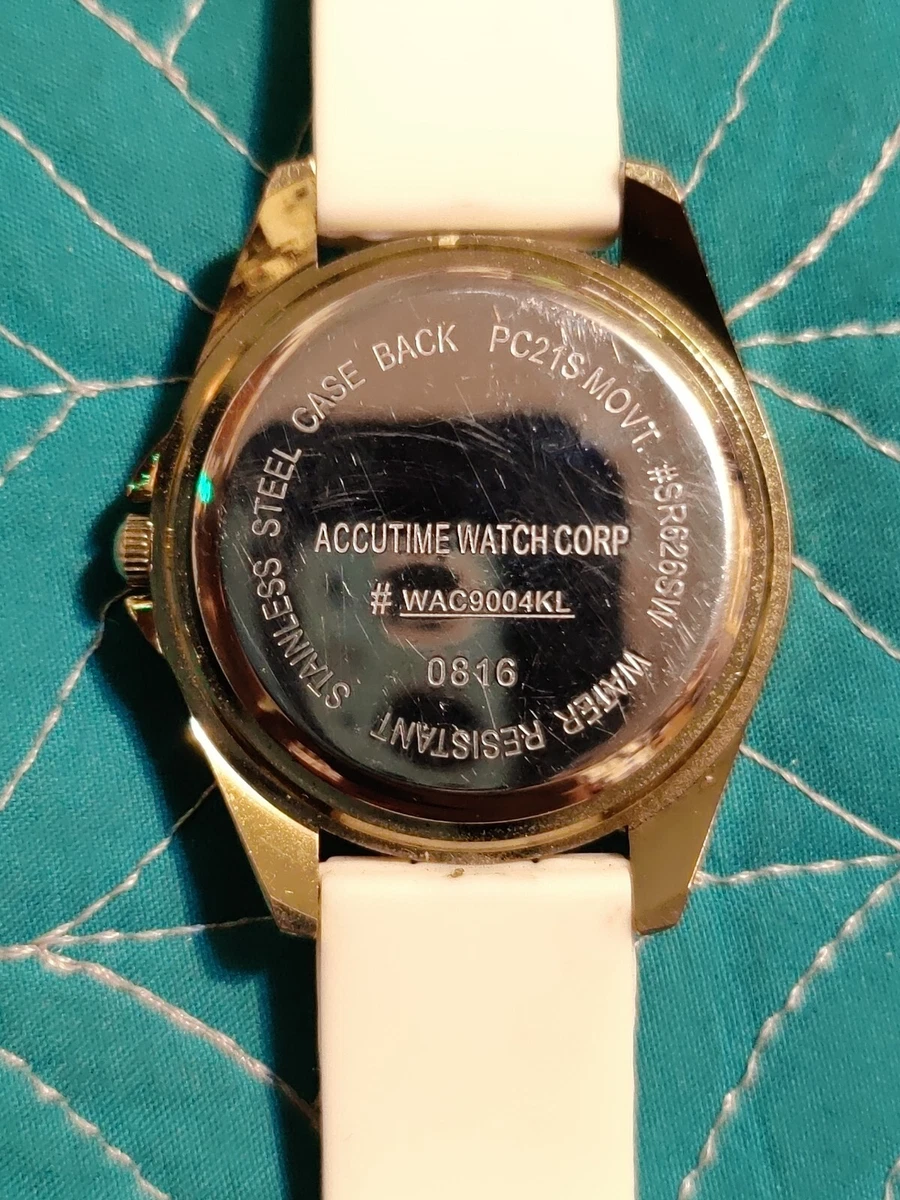 STAINLESS STEEL CASE BACK PC21S MOVT. #SR626SW WATER RESISTANT
ACCUTIME WATCH CORP
# WAC9004KL
0816